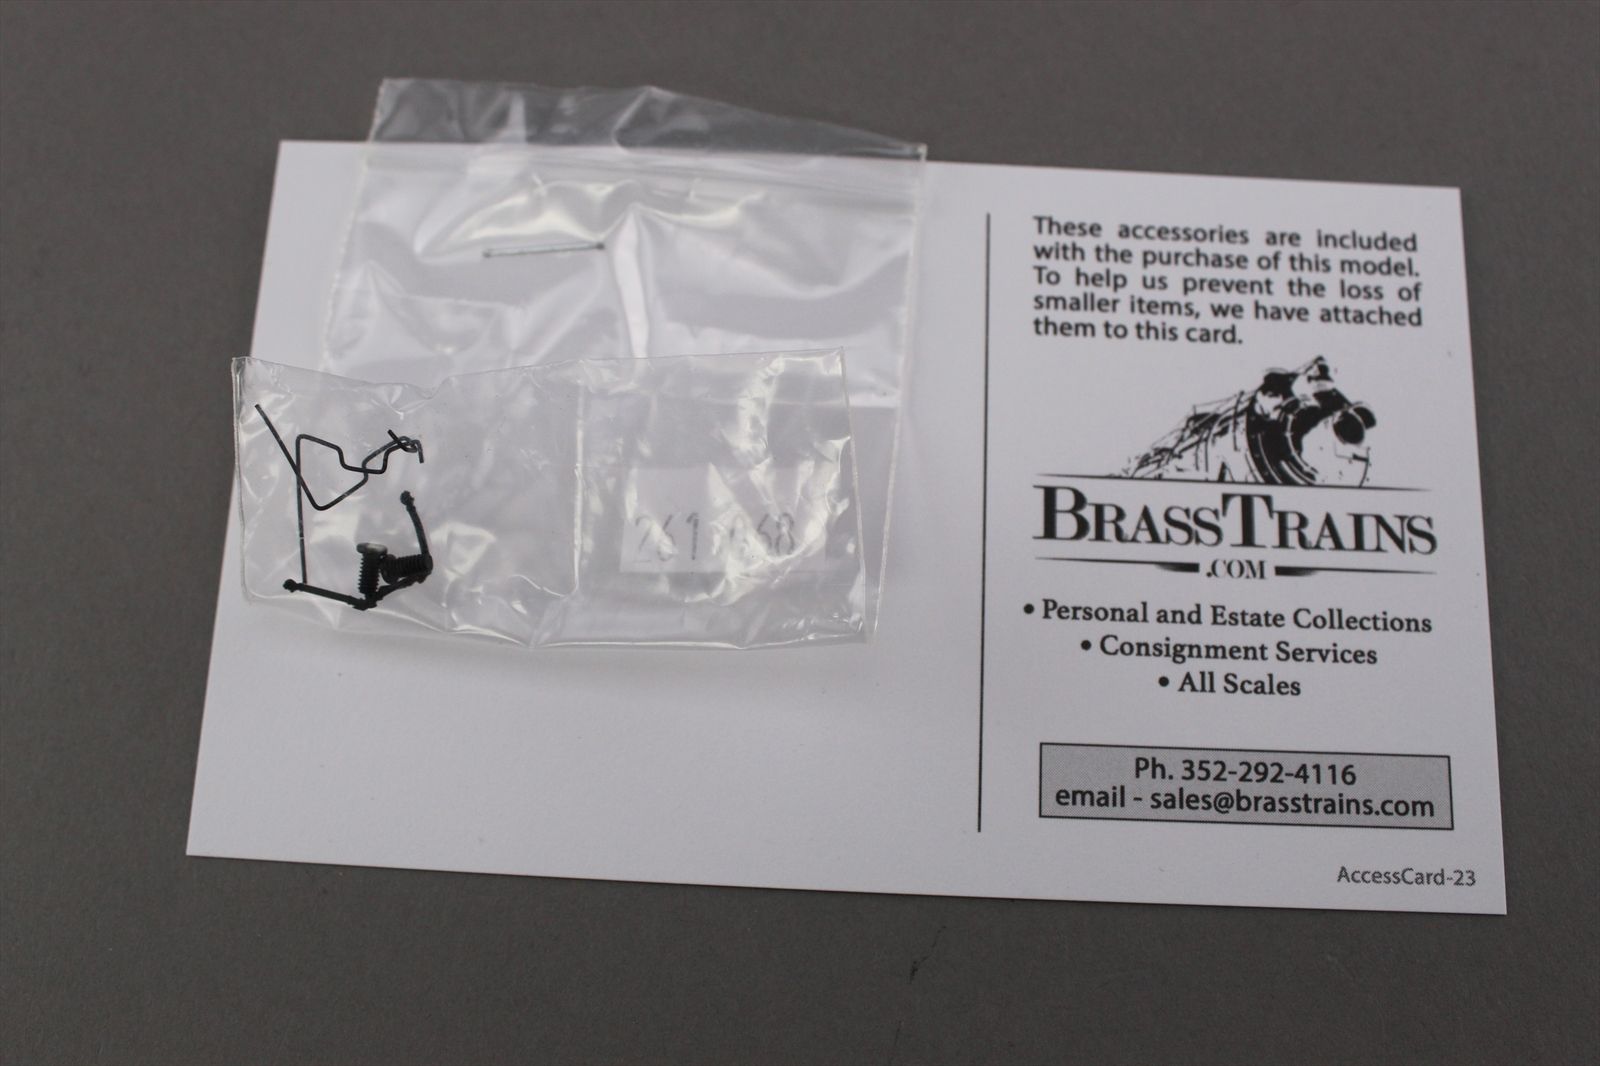 These accessories are included
with the purchase of this model.
To help us prevent the loss of
smaller items, we have attached
them to this card.
BRASSTRAINS
.COM
• Personal and Estate Collections
• Consignment Services
• All Scales
Ph. 352-292-4116
email - sales@brasstrains.com
AccessCard-23
261